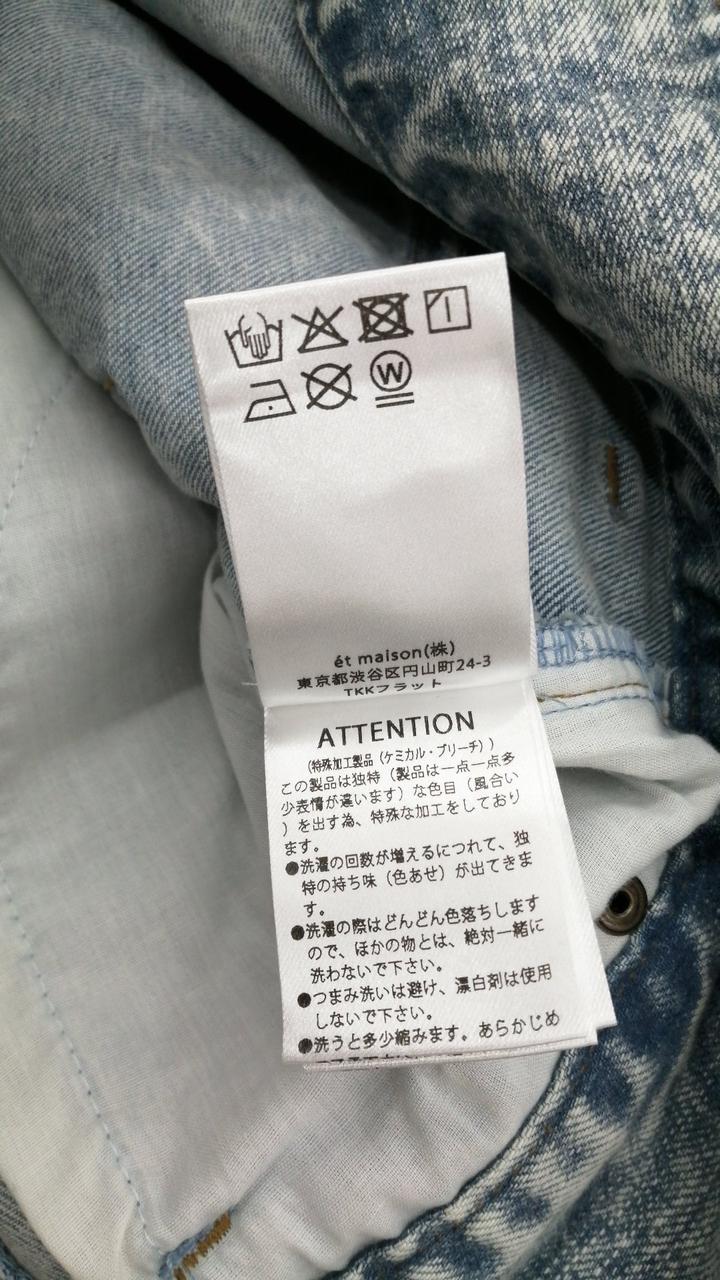 W
ét maison(株)
東京都渋谷区円山町24-3
TKKフラット
ATTENTION
(特殊加工製品（ケミカル・ブリーチ）)
この製品は独特（製品は一点一点多
少表情が違います）な色目（風合い
）を出す為、特殊な加工をしており
ます。
●洗濯の回数が増えるにつれて、独
特の持ち味（色あせ）が出てきま
す。
●洗濯の際はどんどん色落ちします
ので、ほかの物とは、絶対一緒に
洗わないで下さい。
●つまみ洗いは避け、漂白剤は使用
しないで下さい。
●洗うと多少縮みます。あらかじめ